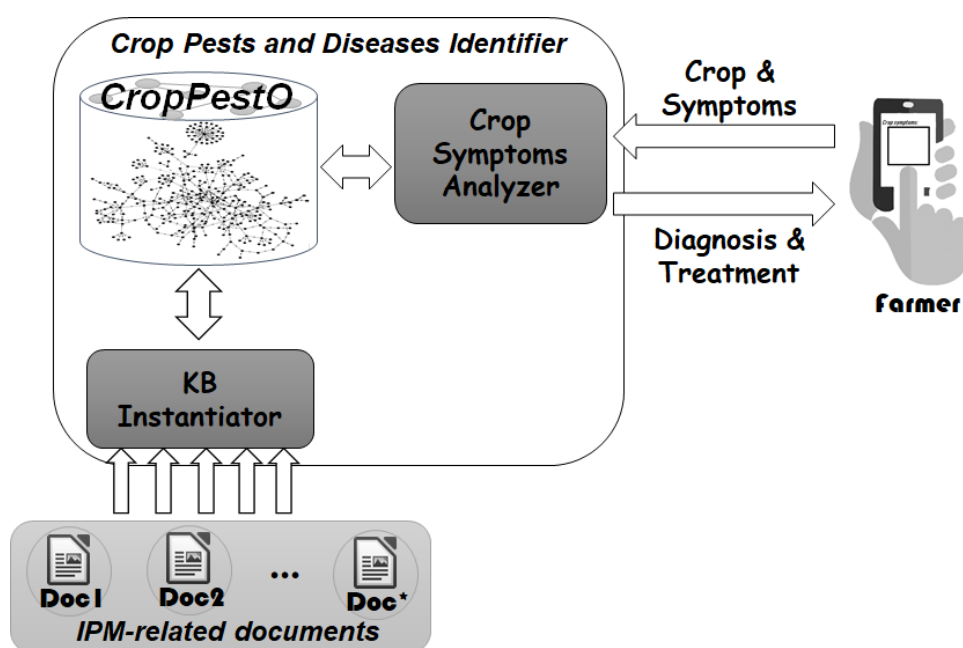 Crop Pests and Diseases Identifier
CropPestO
Crop
Symptoms
Analyzer
Crop &
Symptoms
Crop symptoms:
Diagnosis &
Treatment
Farmer
KB
Instantiator
Doc1
Doc2
...
Doc*
IPM-related documents